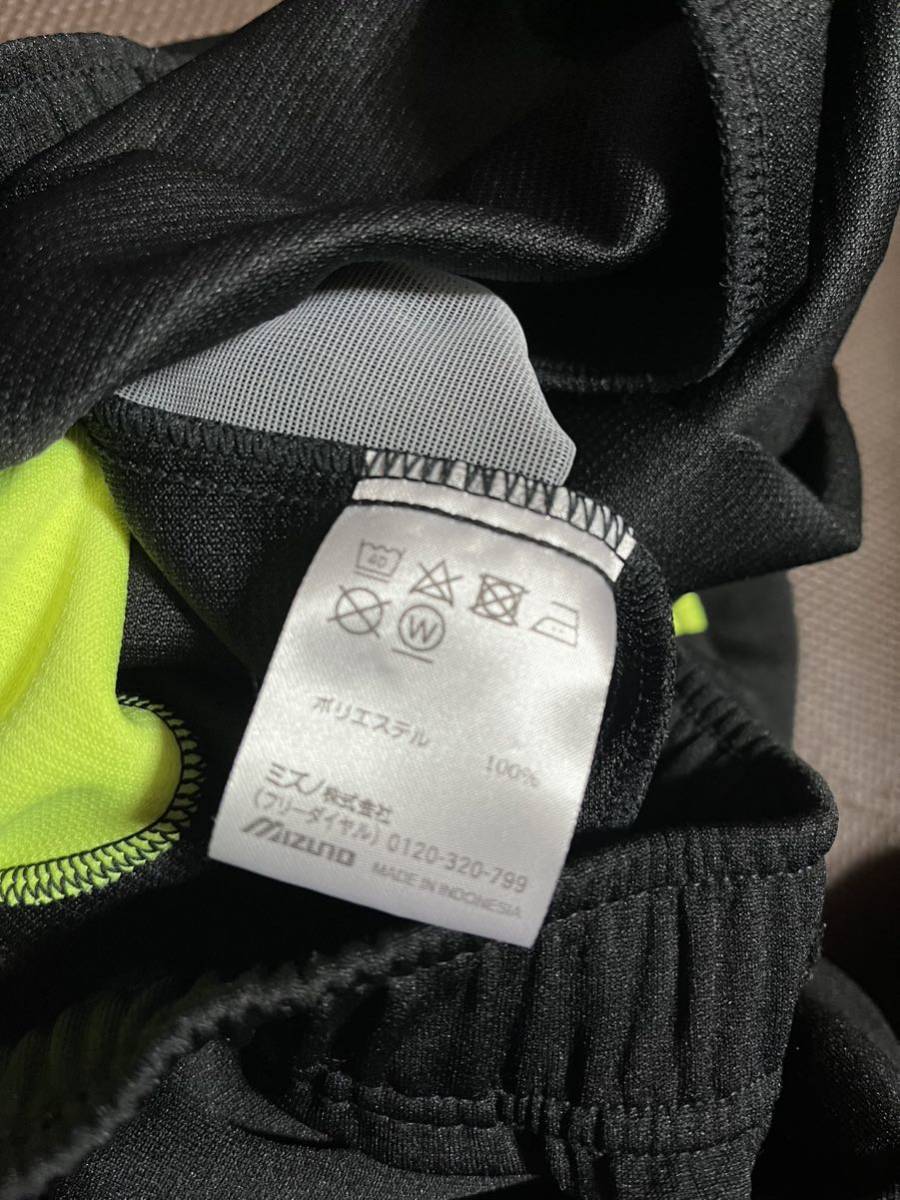 40
W
ポリエステル 100%
ミズノ株式会社
(フリーダイヤル) 0120-320-799
MIZUNO MADE IN INDONESIA